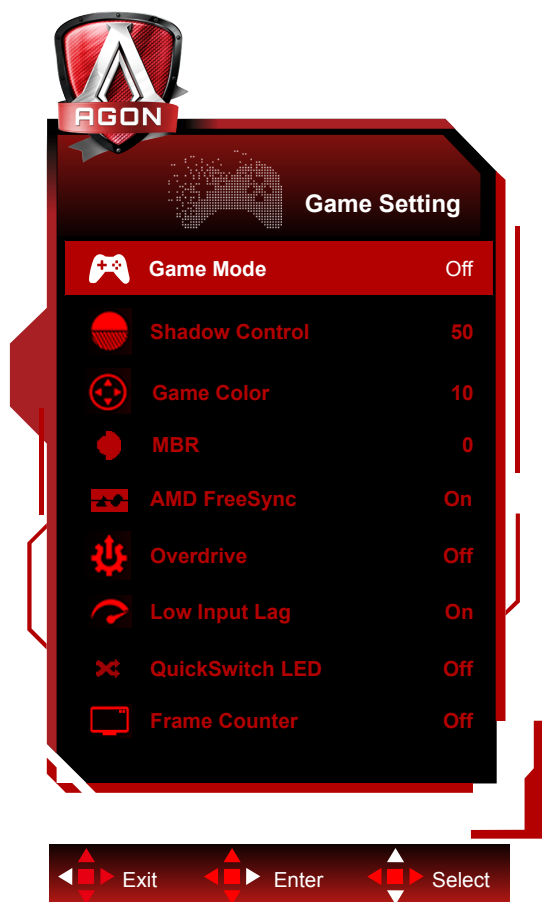 AGON
Game Setting
Game Mode Off
Shadow Control 50
Game Color 10
MBR 0
AMD FreeSync On
Overdrive Off
Low Input Lag On
QuickSwitch LED Off
Frame Counter Off
Exit Enter Select